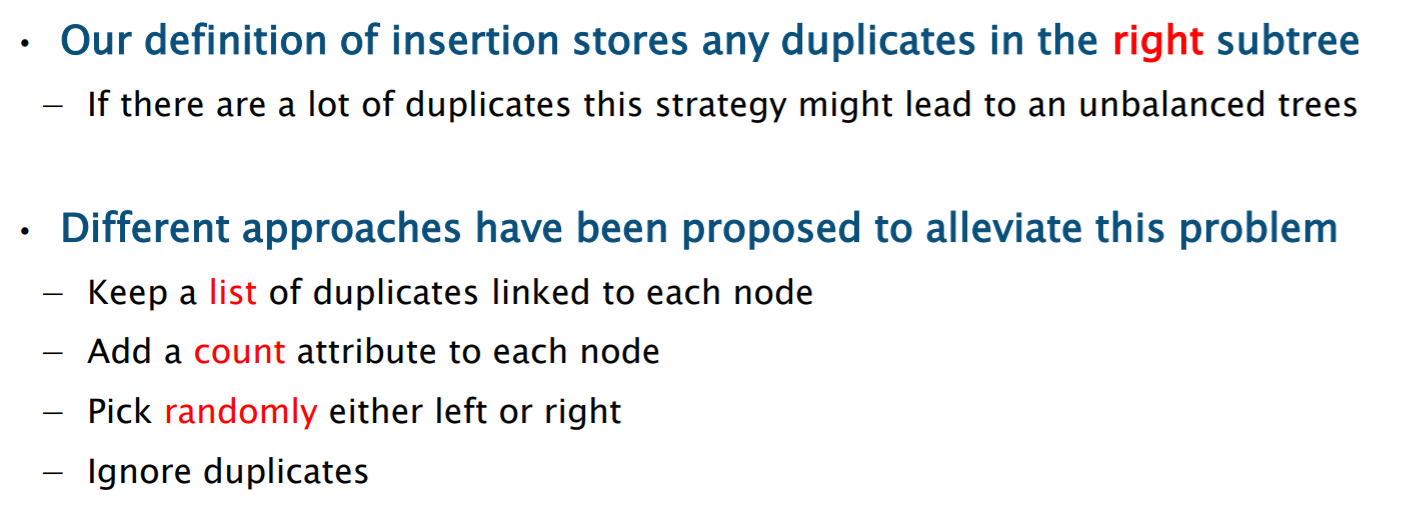 • Our definition of insertion stores any duplicates in the right subtree
– If there are a lot of duplicates this strategy might lead to an unbalanced trees
• Different approaches have been proposed to alleviate this problem
– Keep a list of duplicates linked to each node
– Add a count attribute to each node
– Pick randomly either left or right
– Ignore duplicates